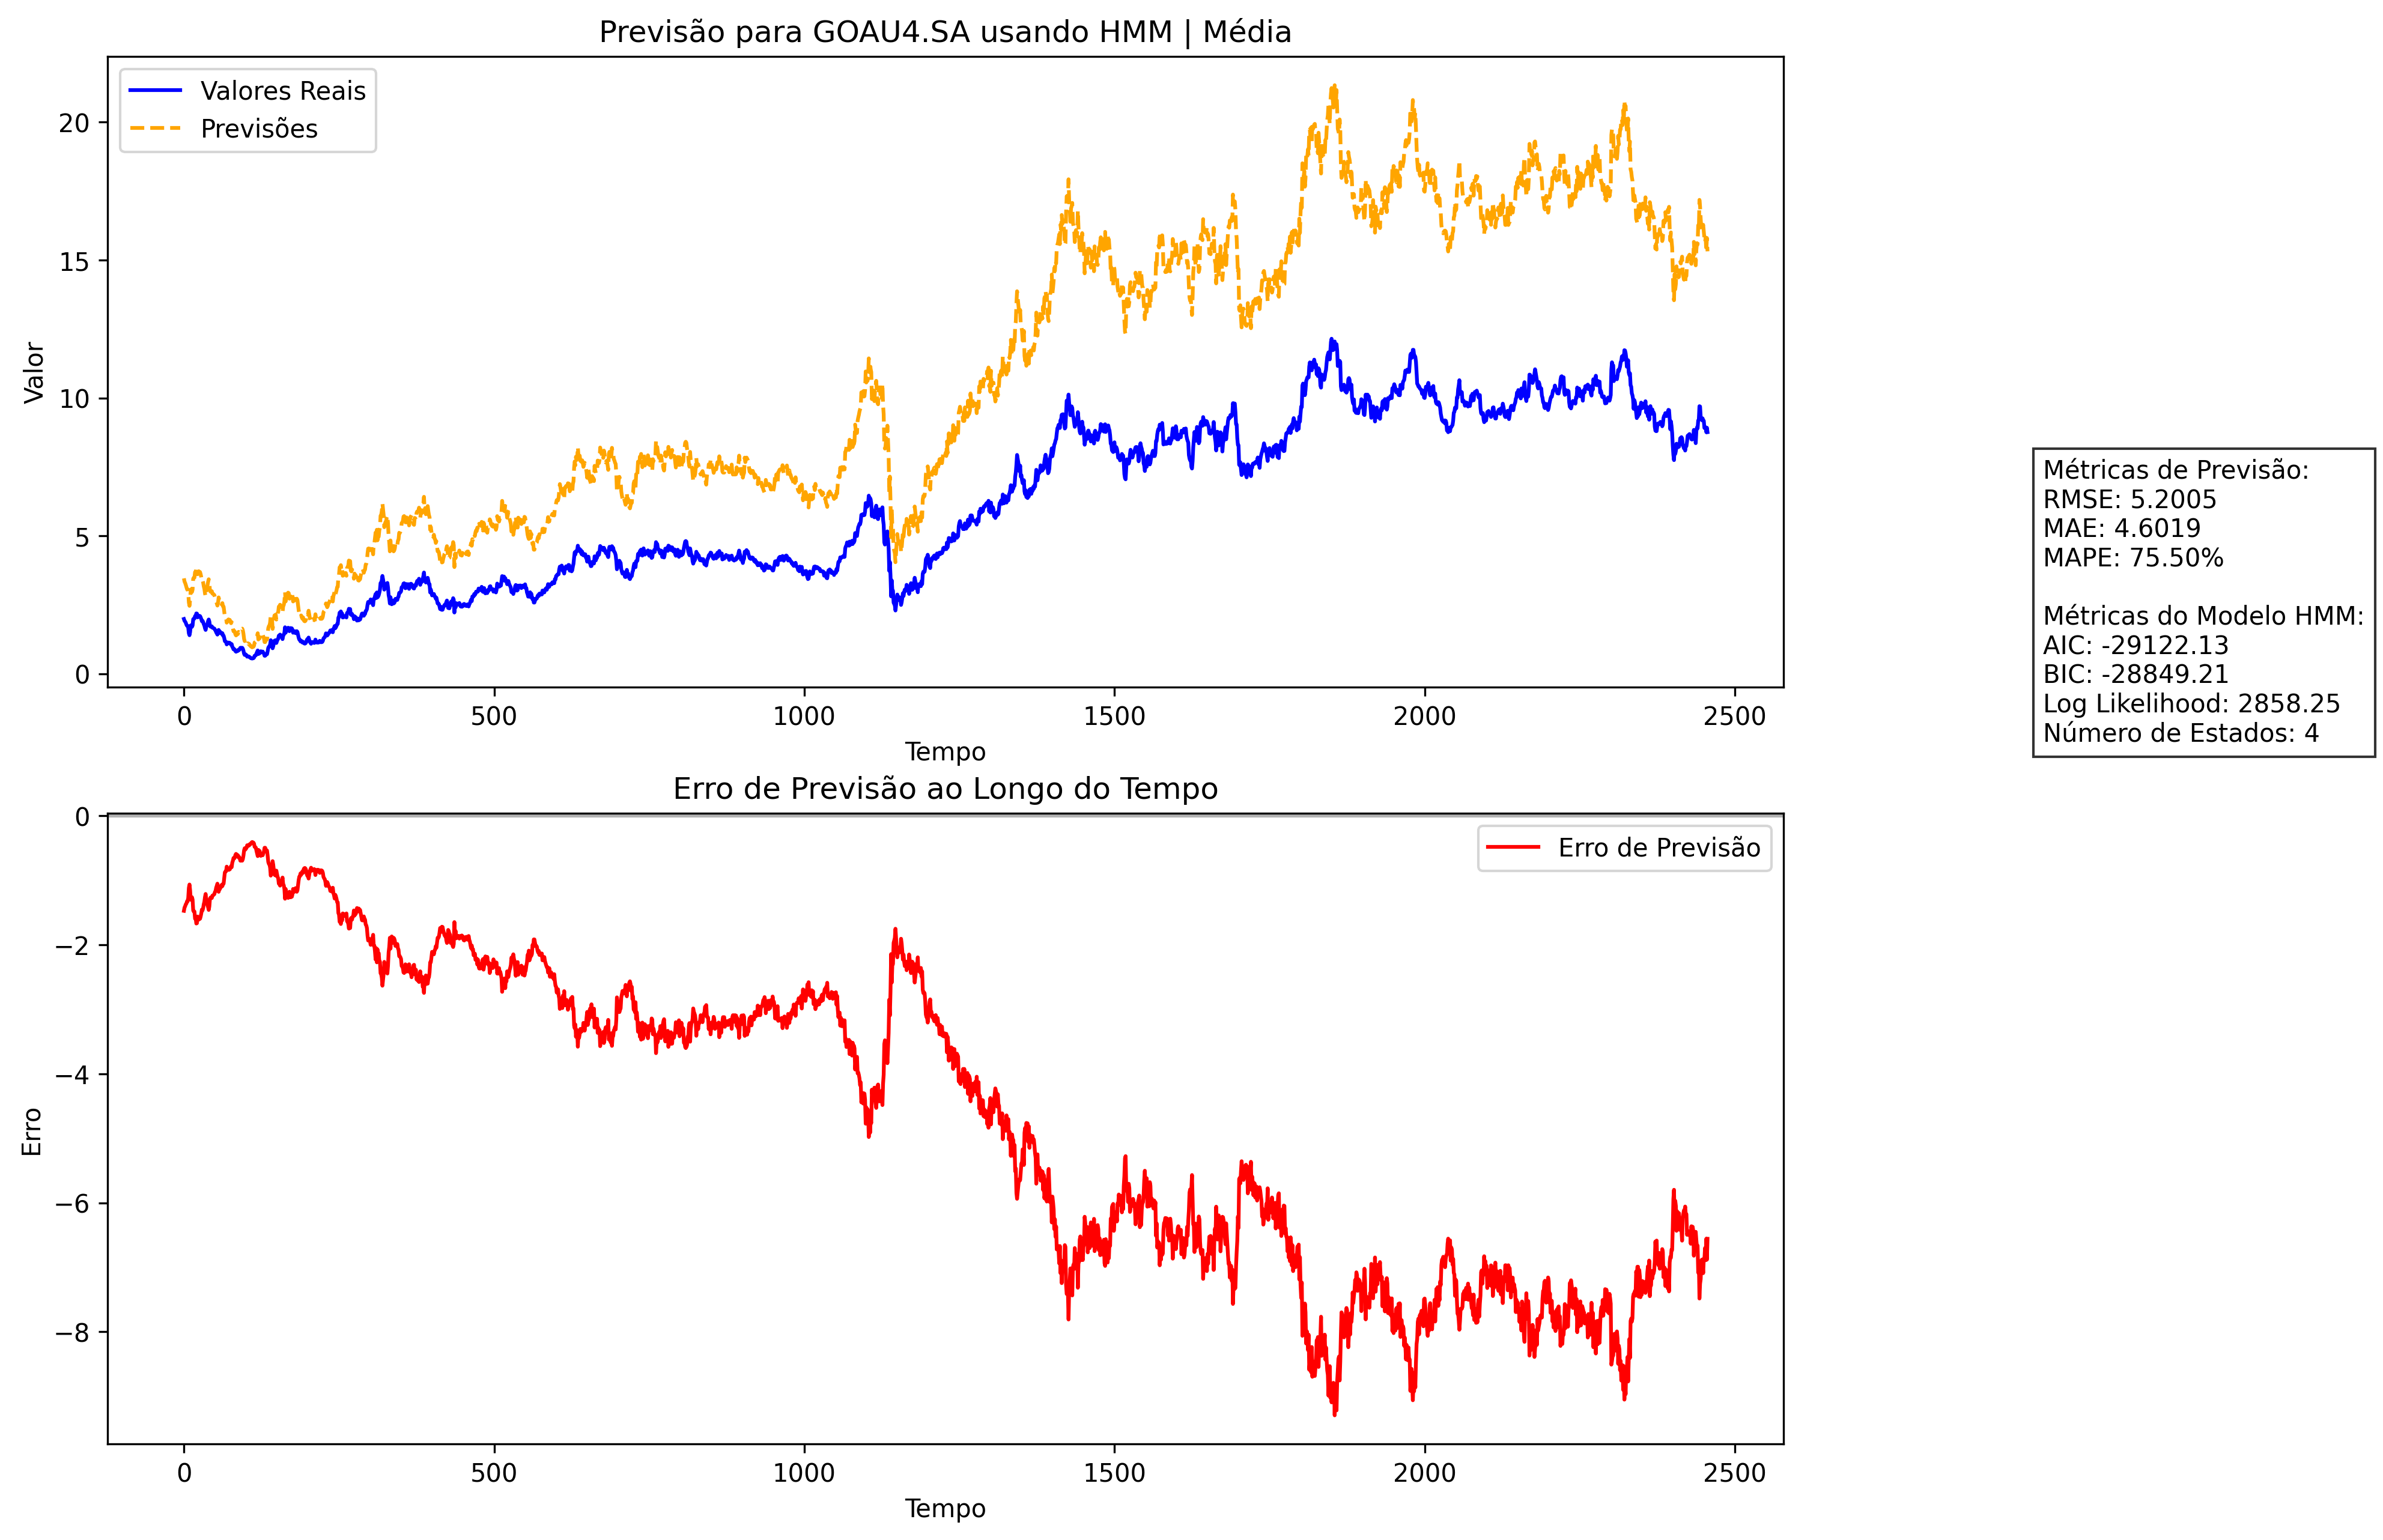 Previsão para GOAU4.SA usando HMM | Média
Valores Reais
Previsões
Valor
20
15
10
5
0
0 500 1000 1500 2000 2500
Tempo
Métricas de Previsão:
RMSE: 5.2005
MAE: 4.6019
MAPE: 75.50%
Métricas do Modelo HMM:
AIC: -29122.13
BIC: -28849.21
Log Likelihood: 2858.25
Número de Estados: 4
Erro de Previsão ao Longo do Tempo
Erro de Previsão
Erro
0
−2
−4
−6
−8
0 500 1000 1500 2000 2500
Tempo